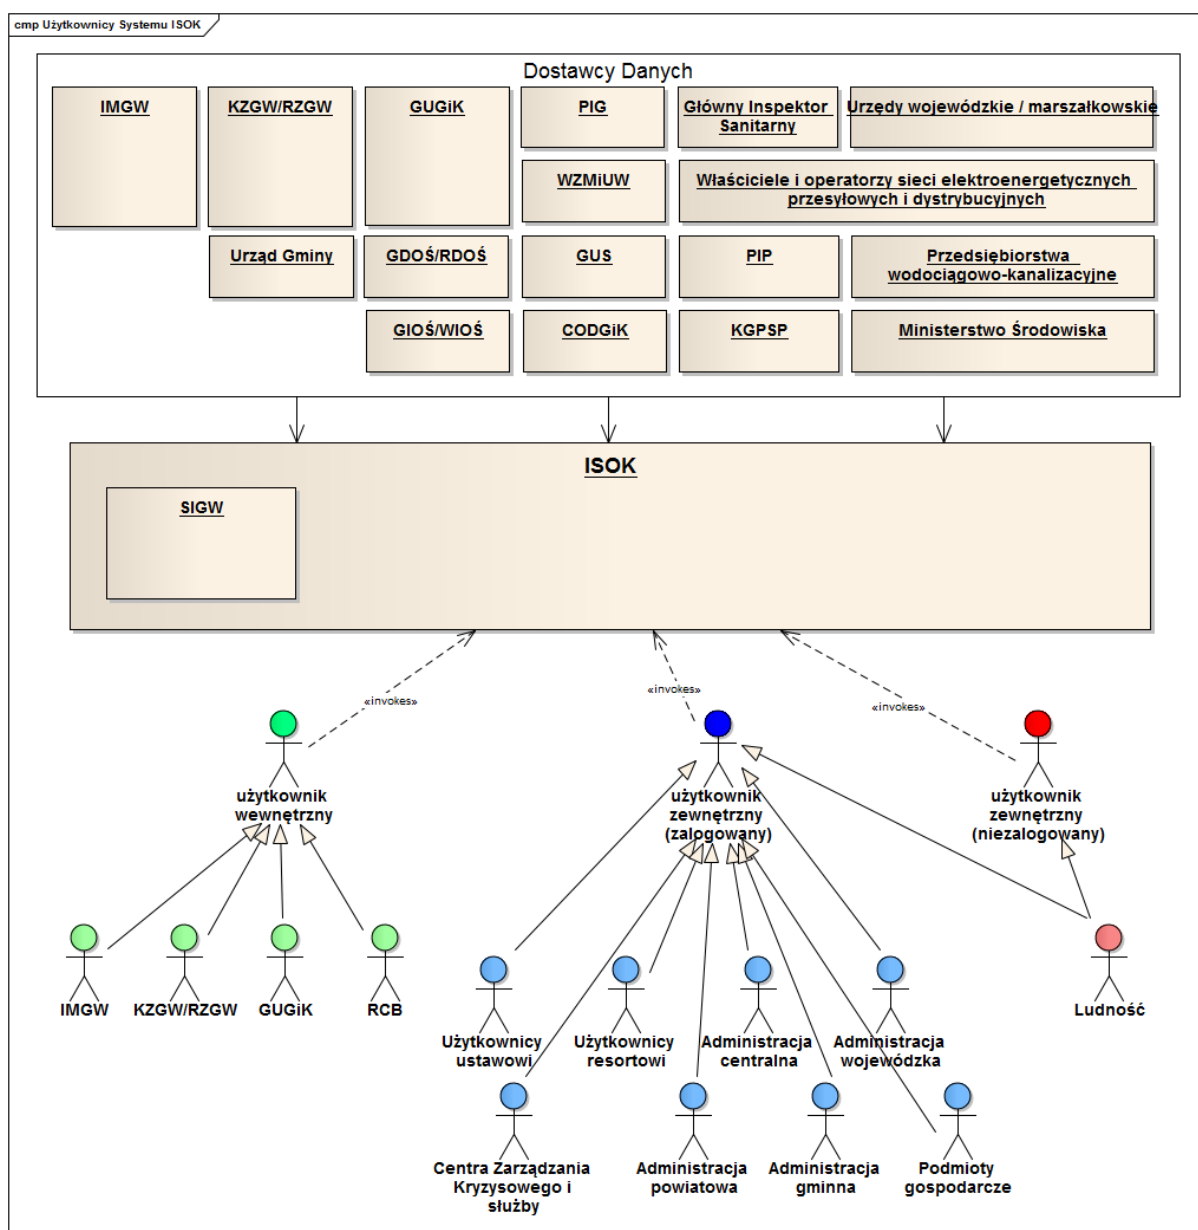 cmp Użytkownicy Systemu ISOK
Dostawcy Danych
IMGW
KZGW/RZGW
GUGiK
PIG
Główny Inspektor
Sanitarny
Urzędy wojewódzkie / marszałkowskie
WZMiUW
Właściciele i operatorzy sieci elektroenergetycznych
przesyłowych i dystrybucyjnych
Urząd Gminy
GDOŚ/RDOŚ
GUS
PIP
Przedsiębiorstwa
wodociągowo-kanalizacyjne
GIOŚ/WIOŚ
CODGiK
KGPSP
Ministerstwo Środowiska
ISOK
SIGW
«invokes»
«invokes»
«invokes»
użytkownik
wewnętrzny
użytkownik
zewnętrzny
(zalogowany)
użytkownik
zewnętrzny
(niezalogowany)
IMGW
KZGW/RZGW
GUGiK
RCB
Ludność
Użytkownicy
ustawowi
Użytkownicy
resortowi
Administracja
centralna
Administracja
wojewódzka
Centra Zarządzania
Kryzysowego i
służby
Administracja
powiatowa
Administracja
gminna
Podmioty
gospodarcze